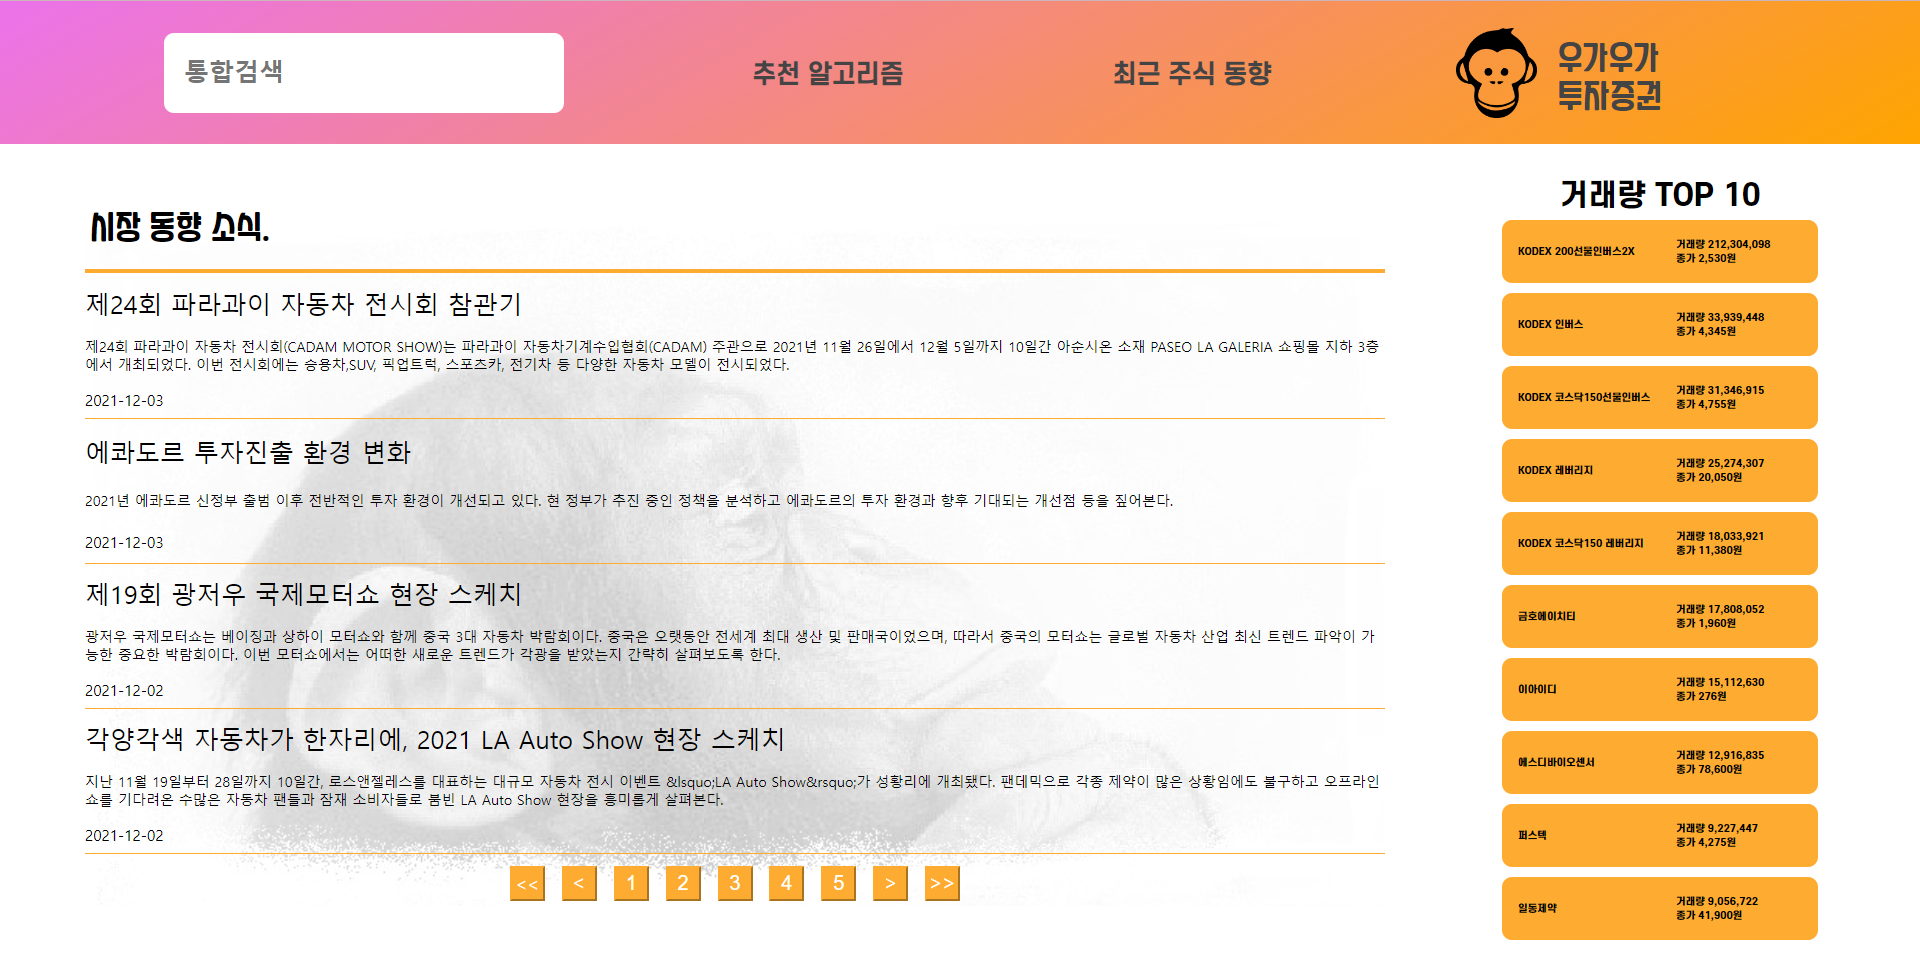 통합검색
추천 알고리즘
최근 주식 동향
우가우가
투자증권
시장 동향 소식.
제24회 파라과이 자동차 전시회 참관기
제24회 파라과이 자동차 전시회(CADAM MOTOR SHOW)는 파라과이 자동차기계수입협회(CADAM) 주관으로 2021년 11월 26일에서 12월 5일까지 10일간 아순시온 소재 PASEO LA GALERIA 쇼핑몰 지하 3층
에서 개최되었다. 이번 전시회에는 승용차,SUV, 픽업트럭, 스포츠카, 전기차 등 다양한 자동차 모델이 전시되었다.
2021-12-03
에콰도르 투자진출 환경 변화
2021년 에콰도르 신정부 출범 이후 전반적인 투자 환경이 개선되고 있다. 현 정부가 추진 중인 정책을 분석하고 에콰도르의 투자 환경과 향후 기대되는 개선점 등을 짚어본다.
2021-12-03
제19회 광저우 국제모터쇼 현장 스케치
광저우 국제모터쇼는 베이징과 상하이 모터쇼와 함께 중국 3대 자동차 박람회이다. 중국은 오랫동안 전세계 최대 생산 및 판매국이었으며, 따라서 중국의 모터쇼는 글로벌 자동차 산업 최신 트렌드 파악이 가
능한 중요한 박람회이다. 이번 모터쇼에서는 어떠한 새로운 트렌드가 각광을 받았는지 간략히 살펴보도록 한다.
2021-12-02
각양각색 자동차가 한자리에, 2021 LA Auto Show 현장 스케치
지난 11월 19일부터 28일까지 10일간, 로스앤젤레스를 대표하는 대규모 자동차 전시 이벤트 &lsquo;LA Auto Show&rsquo;가 성황리에 개최됐다. 팬데믹으로 각종 제약이 많은 상황임에도 불구하고 오프라인
쇼를 기다려온 수많은 자동차 팬들과 잠재 소비자들로 붐빈 LA Auto Show 현장을 흥미롭게 살펴본다.
2021-12-02
<< < 1 2 3 4 5 > >>
거래량 TOP 10
KODEX 200선물인버스2X
거래량 212,304,098
종가 2,530원
KODEX 인버스
거래량 33,939,448
종가 4,345원
KODEX 코스닥150선물인버스
거래량 31,346,915
종가 4,755원
KODEX 레버리지
거래량 25,274,307
종가 20,050원
KODEX 코스닥150 레버리지
거래량 18,033,921
종가 11,380원
금호에이치티
거래량 17,808,052
종가 1,960원
이아이디
거래량 15,112,630
종가 276원
에스디바이오센서
거래량 12,916,835
종가 78,600원
퍼스텍
거래량 9,227,447
종가 4,275원
일동제약
거래량 9,056,722
종가 41,900원